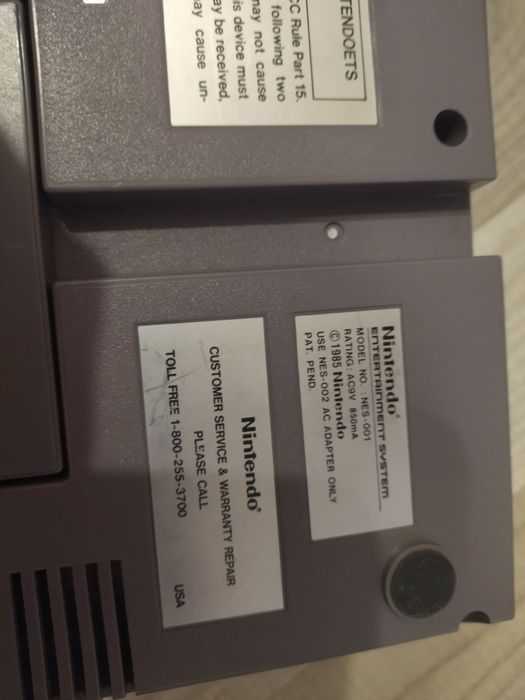 TENDOETS
CC Rule Part 15.
following two
may not cause
is device must
ay be received,
ay cause un-
Nintendo®
ENTERTAINMENT SYSTEM
MODEL NO. : NES-001
RATING: AC9V 850mA
©1985 Nintendo
USE NES-002 AC ADAPTER ONLY
PAT. PEND.
Nintendo®
CUSTOMER SERVICE & WARRANTY REPAIR
PLEASE CALL
TOLL FREE 1-800-255-3700 USA